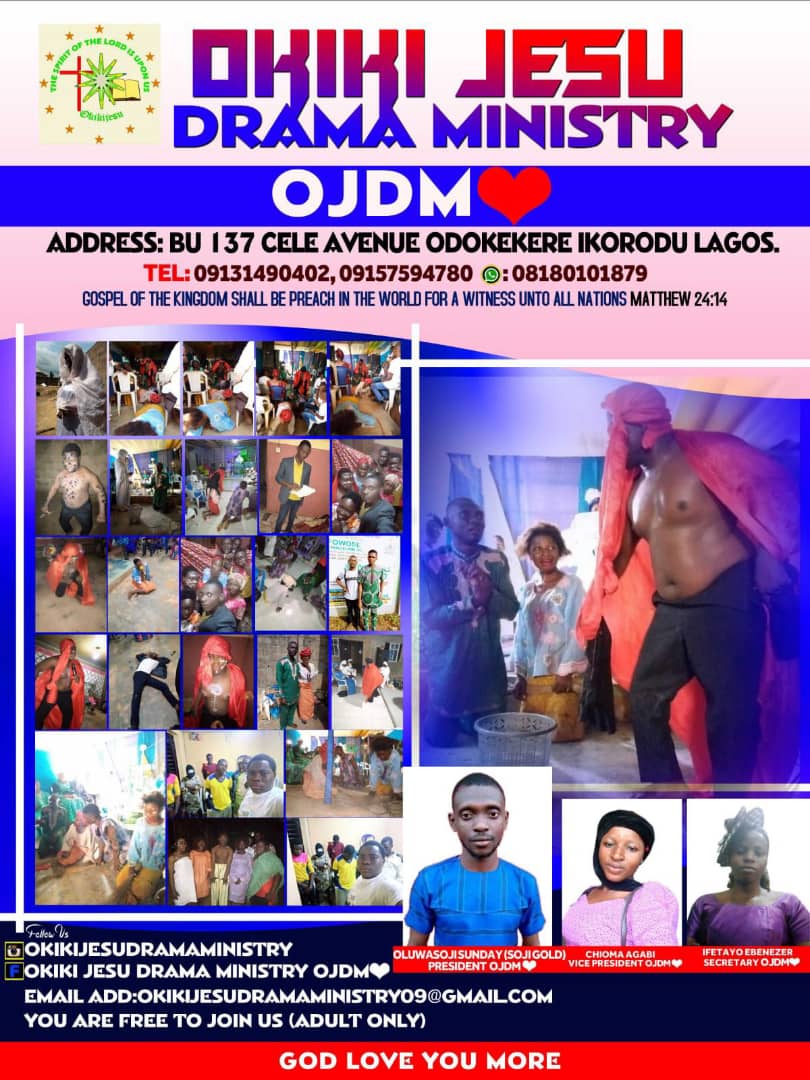 THE SPIRIT OF THE LORD IS UPON US
Okikijesu
OKIKI JESU
DRAMA MINISTRY
OJDM❤
ADDRESS: BU 137 CELE AVENUE ODOKEKERE IKORODU LAGOS.
TEL: 09131490402, 09157594780 : 08180101879
GOSPEL OF THE KINGDOM SHALL BE PREACH IN THE WORLD FOR A WITNESS UNTO ALL NATIONS MATTHEW 24:14
OLUWASOJI SUNDAY (SOJI GOLD)
PRESIDENT OJDM❤
CHIOMA AGABI
VICE PRESIDENT OJDM❤
IFETAYO EBENEZER
SECRETARY OJDM❤
Follow Us
OKIKIJESUDRAMAMINISTRY
OKIKI JESU DRAMA MINISTRY OJDM❤
EMAIL ADD:OKIKIJESUDRAMAMINISTRY09@GMAIL.COM
YOU ARE FREE TO JOIN US (ADULT ONLY)
GOD LOVE YOU MORE